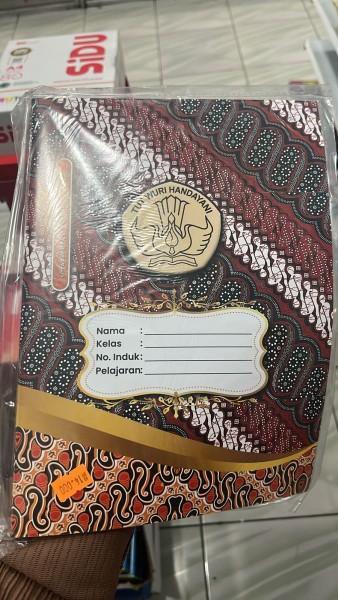 SiDU
TUT WURI HANDAYANI
Nama :
Kelas :
No. Induk:
Pelajaran: